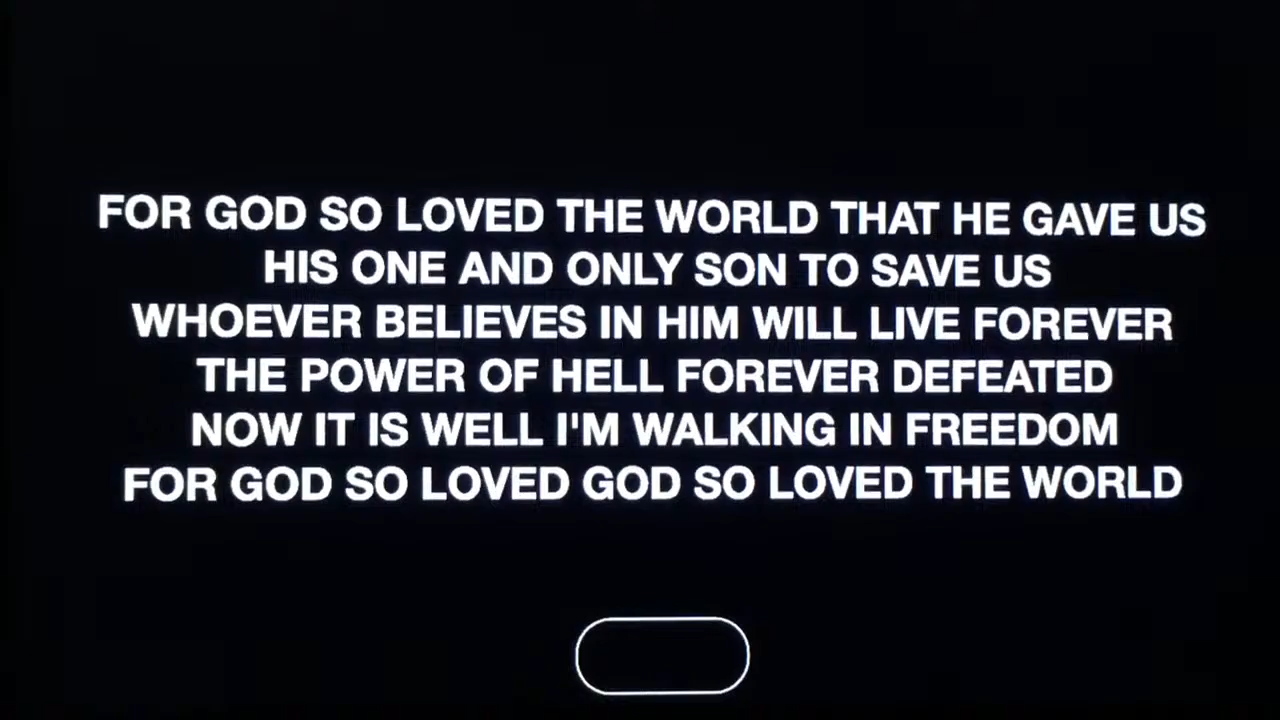 FOR GOD SO LOVED THE WORLD THAT HE GAVE US
HIS ONE AND ONLY SON TO SAVE US
WHOEVER BELIEVES IN HIM WILL LIVE FOREVER
THE POWER OF HELL FOREVER DEFEATED
NOW IT IS WELL I'M WALKING IN FREEDOM
FOR GOD SO LOVED GOD SO LOVED THE WORLD